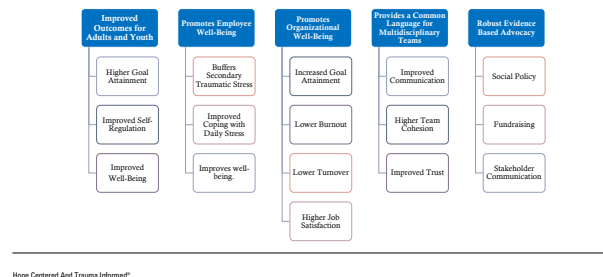 Improved
Outcomes for
Adults and Youth
Higher Goal
Attainment
Improved Self-
Regulation
Improved
Well-Being
Promotes Employee
Well-Being
Buffers
Secondary
Traumatic Stress
Improved
Coping with
Daily Stress
Improves well-
being.
Promotes
Organizational
Well-Being
Increased Goal
Attainment
Lower Burnout
Lower Turnover
Higher Job
Satisfaction
Provides a Common
Language for
Multidisciplinary
Teams
Improved
Communication
Higher Team
Cohesion
Improved Trust
Robust Evidence
Based Advocacy
Social Policy
Fundraising
Stakeholder
Communication
Hope Centered And Trauma Informed®